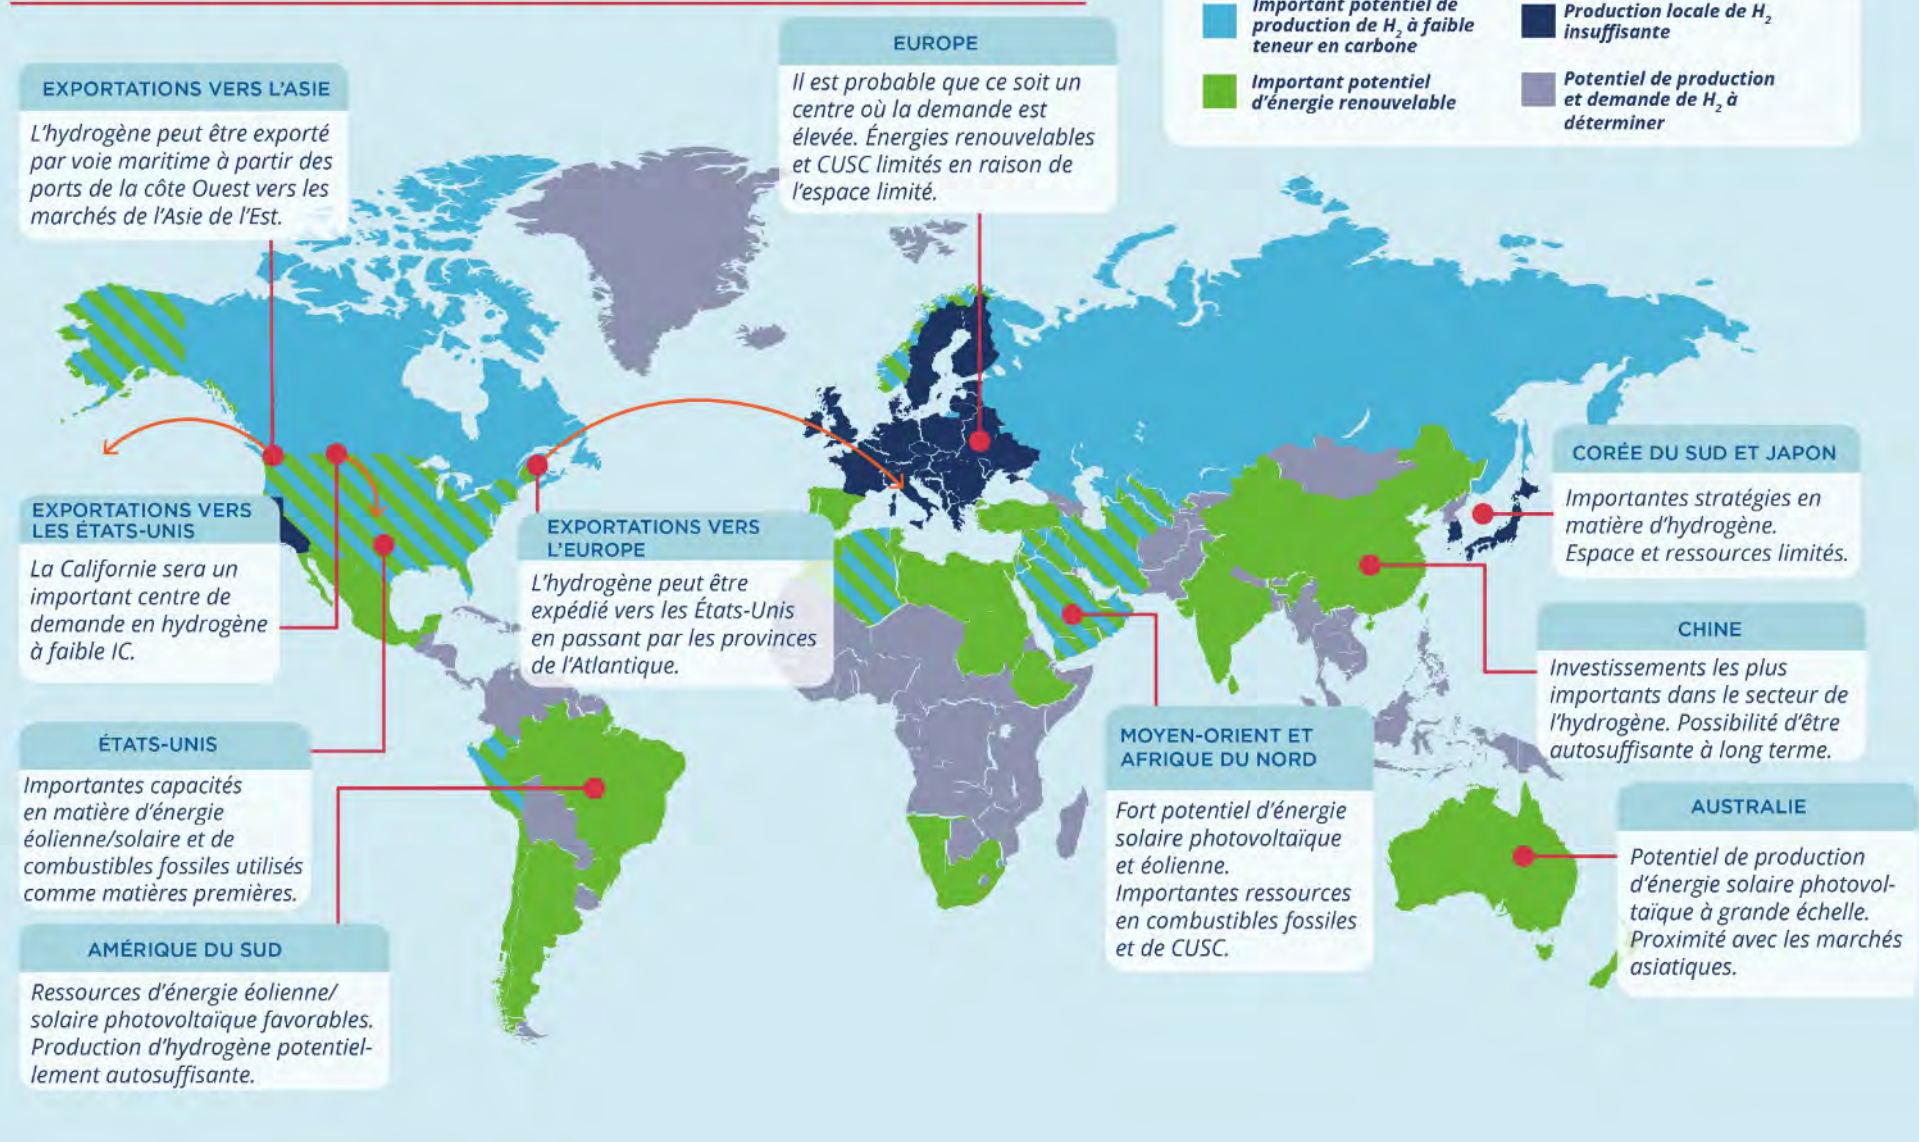 Important potentiel de
production de H₂ à faible
teneur en carbone
Production locale de H₂
insuffisante
Important potentiel
d'énergie renouvelable
Potentiel de production
et demande de H₂ à
déterminer
EXPORTATIONS VERS L'ASIE
L'hydrogène peut être exporté
par voie maritime à partir des
ports de la côte Ouest vers les
marchés de l'Asie de l'Est.
EUROPE
Il est probable que ce soit un
centre où la demande est
élevée. Énergies renouvelables
et CUSC limités en raison de
l'espace limité.
EXPORTATIONS VERS
LES ÉTATS-UNIS
La Californie sera un
important centre de
demande en hydrogène
à faible IC.
EXPORTATIONS VERS
L'EUROPE
L'hydrogène peut être
expédié vers les États-Unis
en passant par les provinces
de l'Atlantique.
CORÉE DU SUD ET JAPON
Importantes stratégies en
matière d'hydrogène.
Espace et ressources limités.
CHINE
Investissements les plus
importants dans le secteur de
l'hydrogène. Possibilité d'être
autosuffisante à long terme.
ÉTATS-UNIS
Importantes capacités
en matière d'énergie
éolienne/solaire et de
combustibles fossiles utilisés
comme matières premières.
MOYEN-ORIENT ET
AFRIQUE DU NORD
Fort potentiel d'énergie
solaire photovoltaïque
et éolienne.
Importantes ressources
en combustibles fossiles
et de CUSC.
AUSTRALIE
Potentiel de production
d'énergie solaire photovol-
taïque à grande échelle.
Proximité avec les marchés
asiatiques.
AMÉRIQUE DU SUD
Ressources d'énergie éolienne/
solaire photovoltaïque favorables.
Production d'hydrogène potentiel-
lement autosuffisante.